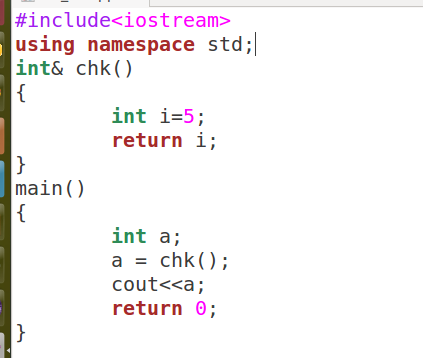 #include<iostream>
using namespace std;
int& chk()
{
int i=5;
return i;
}
main()
{
int a;
a = chk();
cout<<a;
return 0;
}